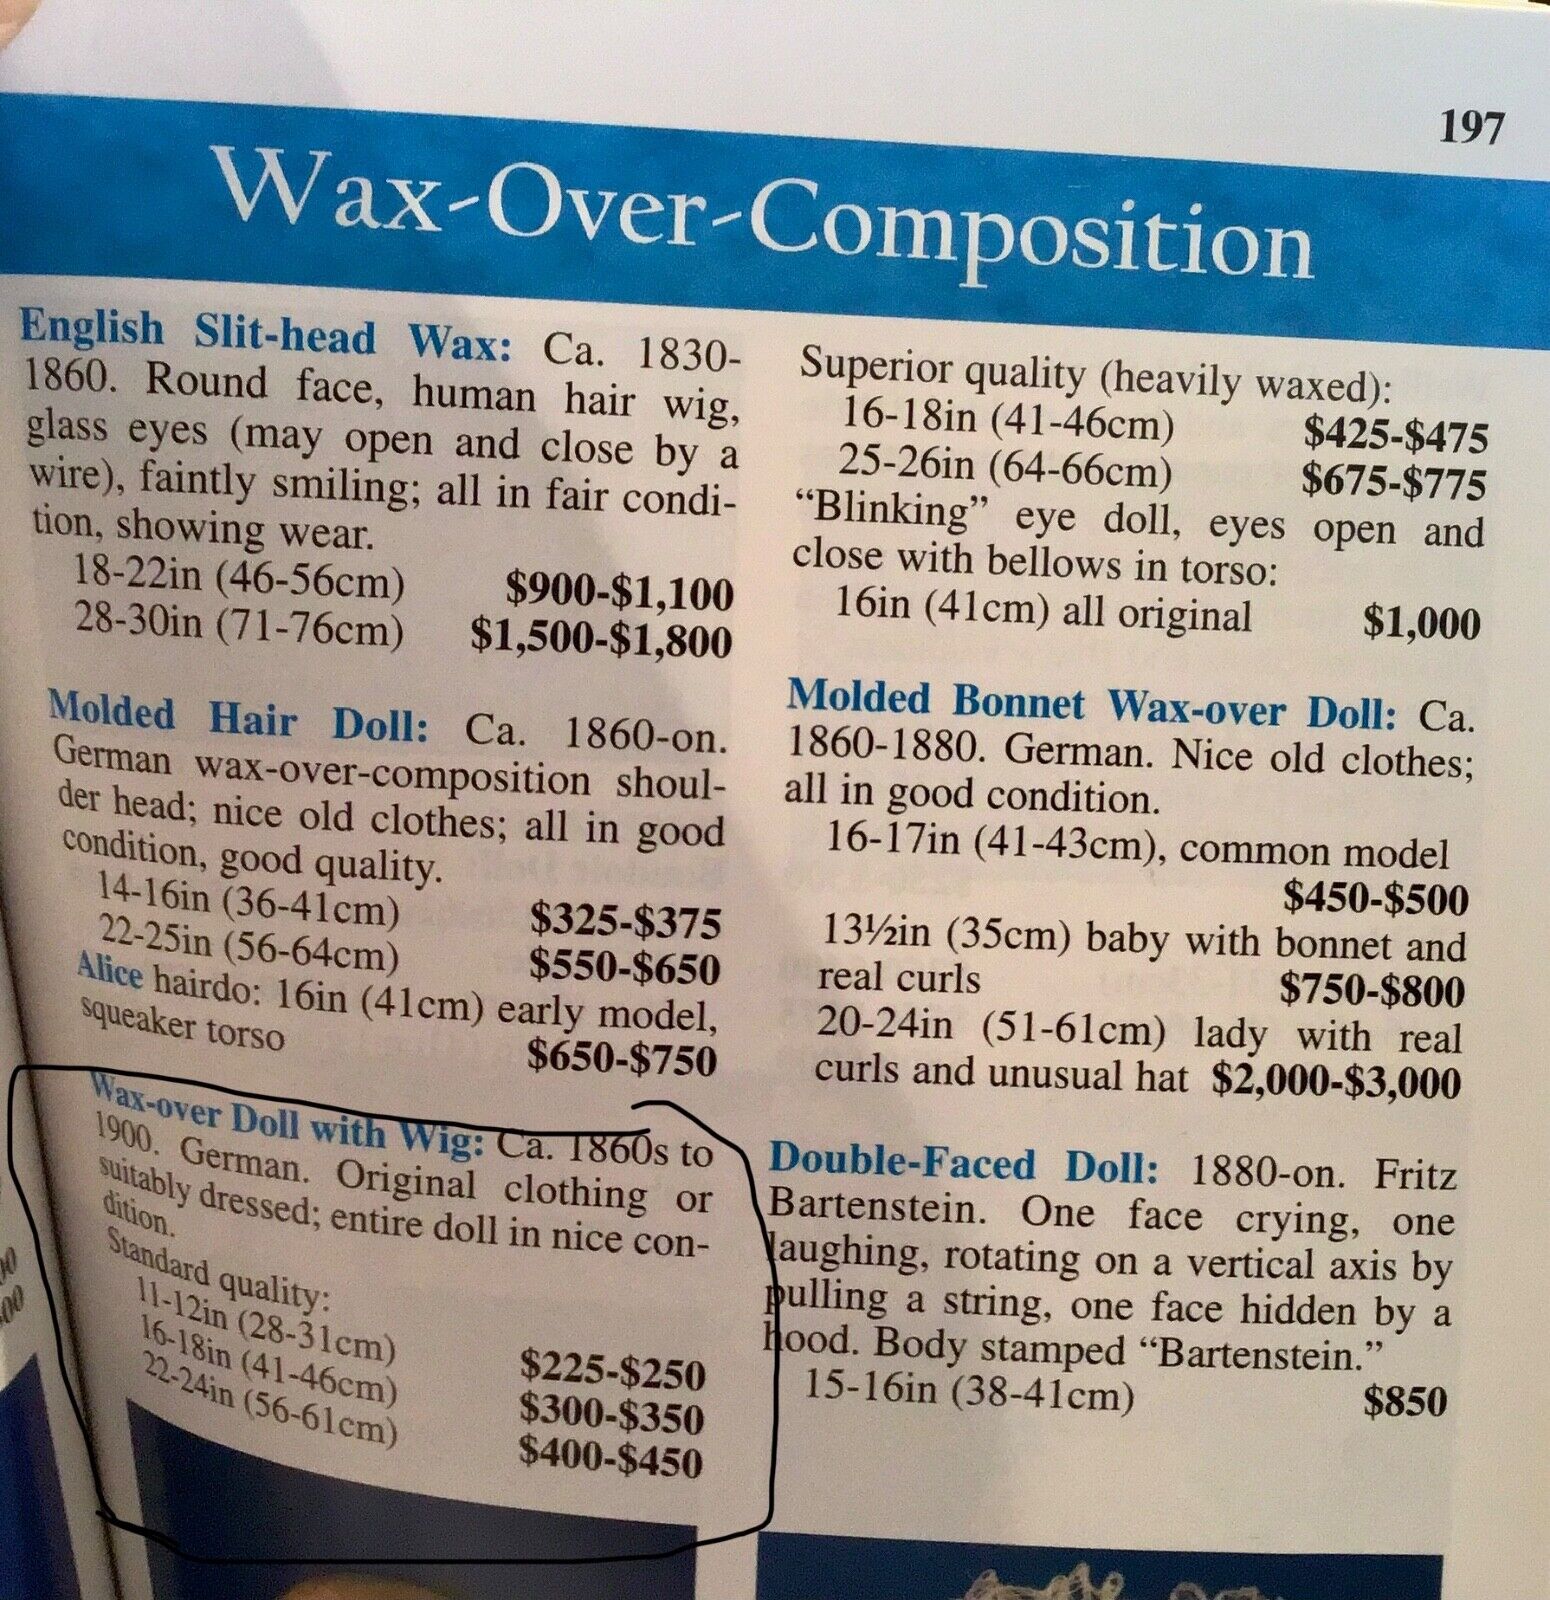 197
Wax-Over-Composition
English Slit-head Wax: Ca. 1830-
1860. Round face, human hair wig,
glass eyes (may open and close by a
wire), faintly smiling; all in fair condi-
tion, showing wear.
18-22in (46-56cm) $900-$1,100
28-30in (71-76cm) $1,500-$1,800
Molded Hair Doll: Ca. 1860-on.
German wax-over-composition shoul-
der head; nice old clothes; all in good
condition, good quality.
14-16in (36-41cm) $325-$375
22-25in (56-64cm) $550-$650
Alice hairdo: 16in (41cm) early model,
squeaker torso $650-$750
Wax-over Doll with Wig: Ca. 1860s to
1900. German. Original clothing or
suitably dressed; entire doll in nice con-
dition.
Standard quality:
11-12in (28-31cm) $225-$250
16-18in (41-46cm) $300-$350
22-24in (56-61cm) $400-$450
Superior quality (heavily waxed):
16-18in (41-46cm) $425-$475
25-26in (64-66cm) $675-$775
“Blinking” eye doll, eyes open and
close with bellows in torso:
16in (41cm) all original $1,000
Molded Bonnet Wax-over Doll: Ca.
1860-1880. German. Nice old clothes;
all in good condition.
16-17in (41-43cm), common model
$450-$500
13½in (35cm) baby with bonnet and
real curls $750-$800
20-24in (51-61cm) lady with real
curls and unusual hat $2,000-$3,000
Double-Faced Doll: 1880-on. Fritz
Bartenstein. One face crying, one
laughing, rotating on a vertical axis by
pulling a string, one face hidden by a
hood. Body stamped “Bartenstein.”
15-16in (38-41cm) $850